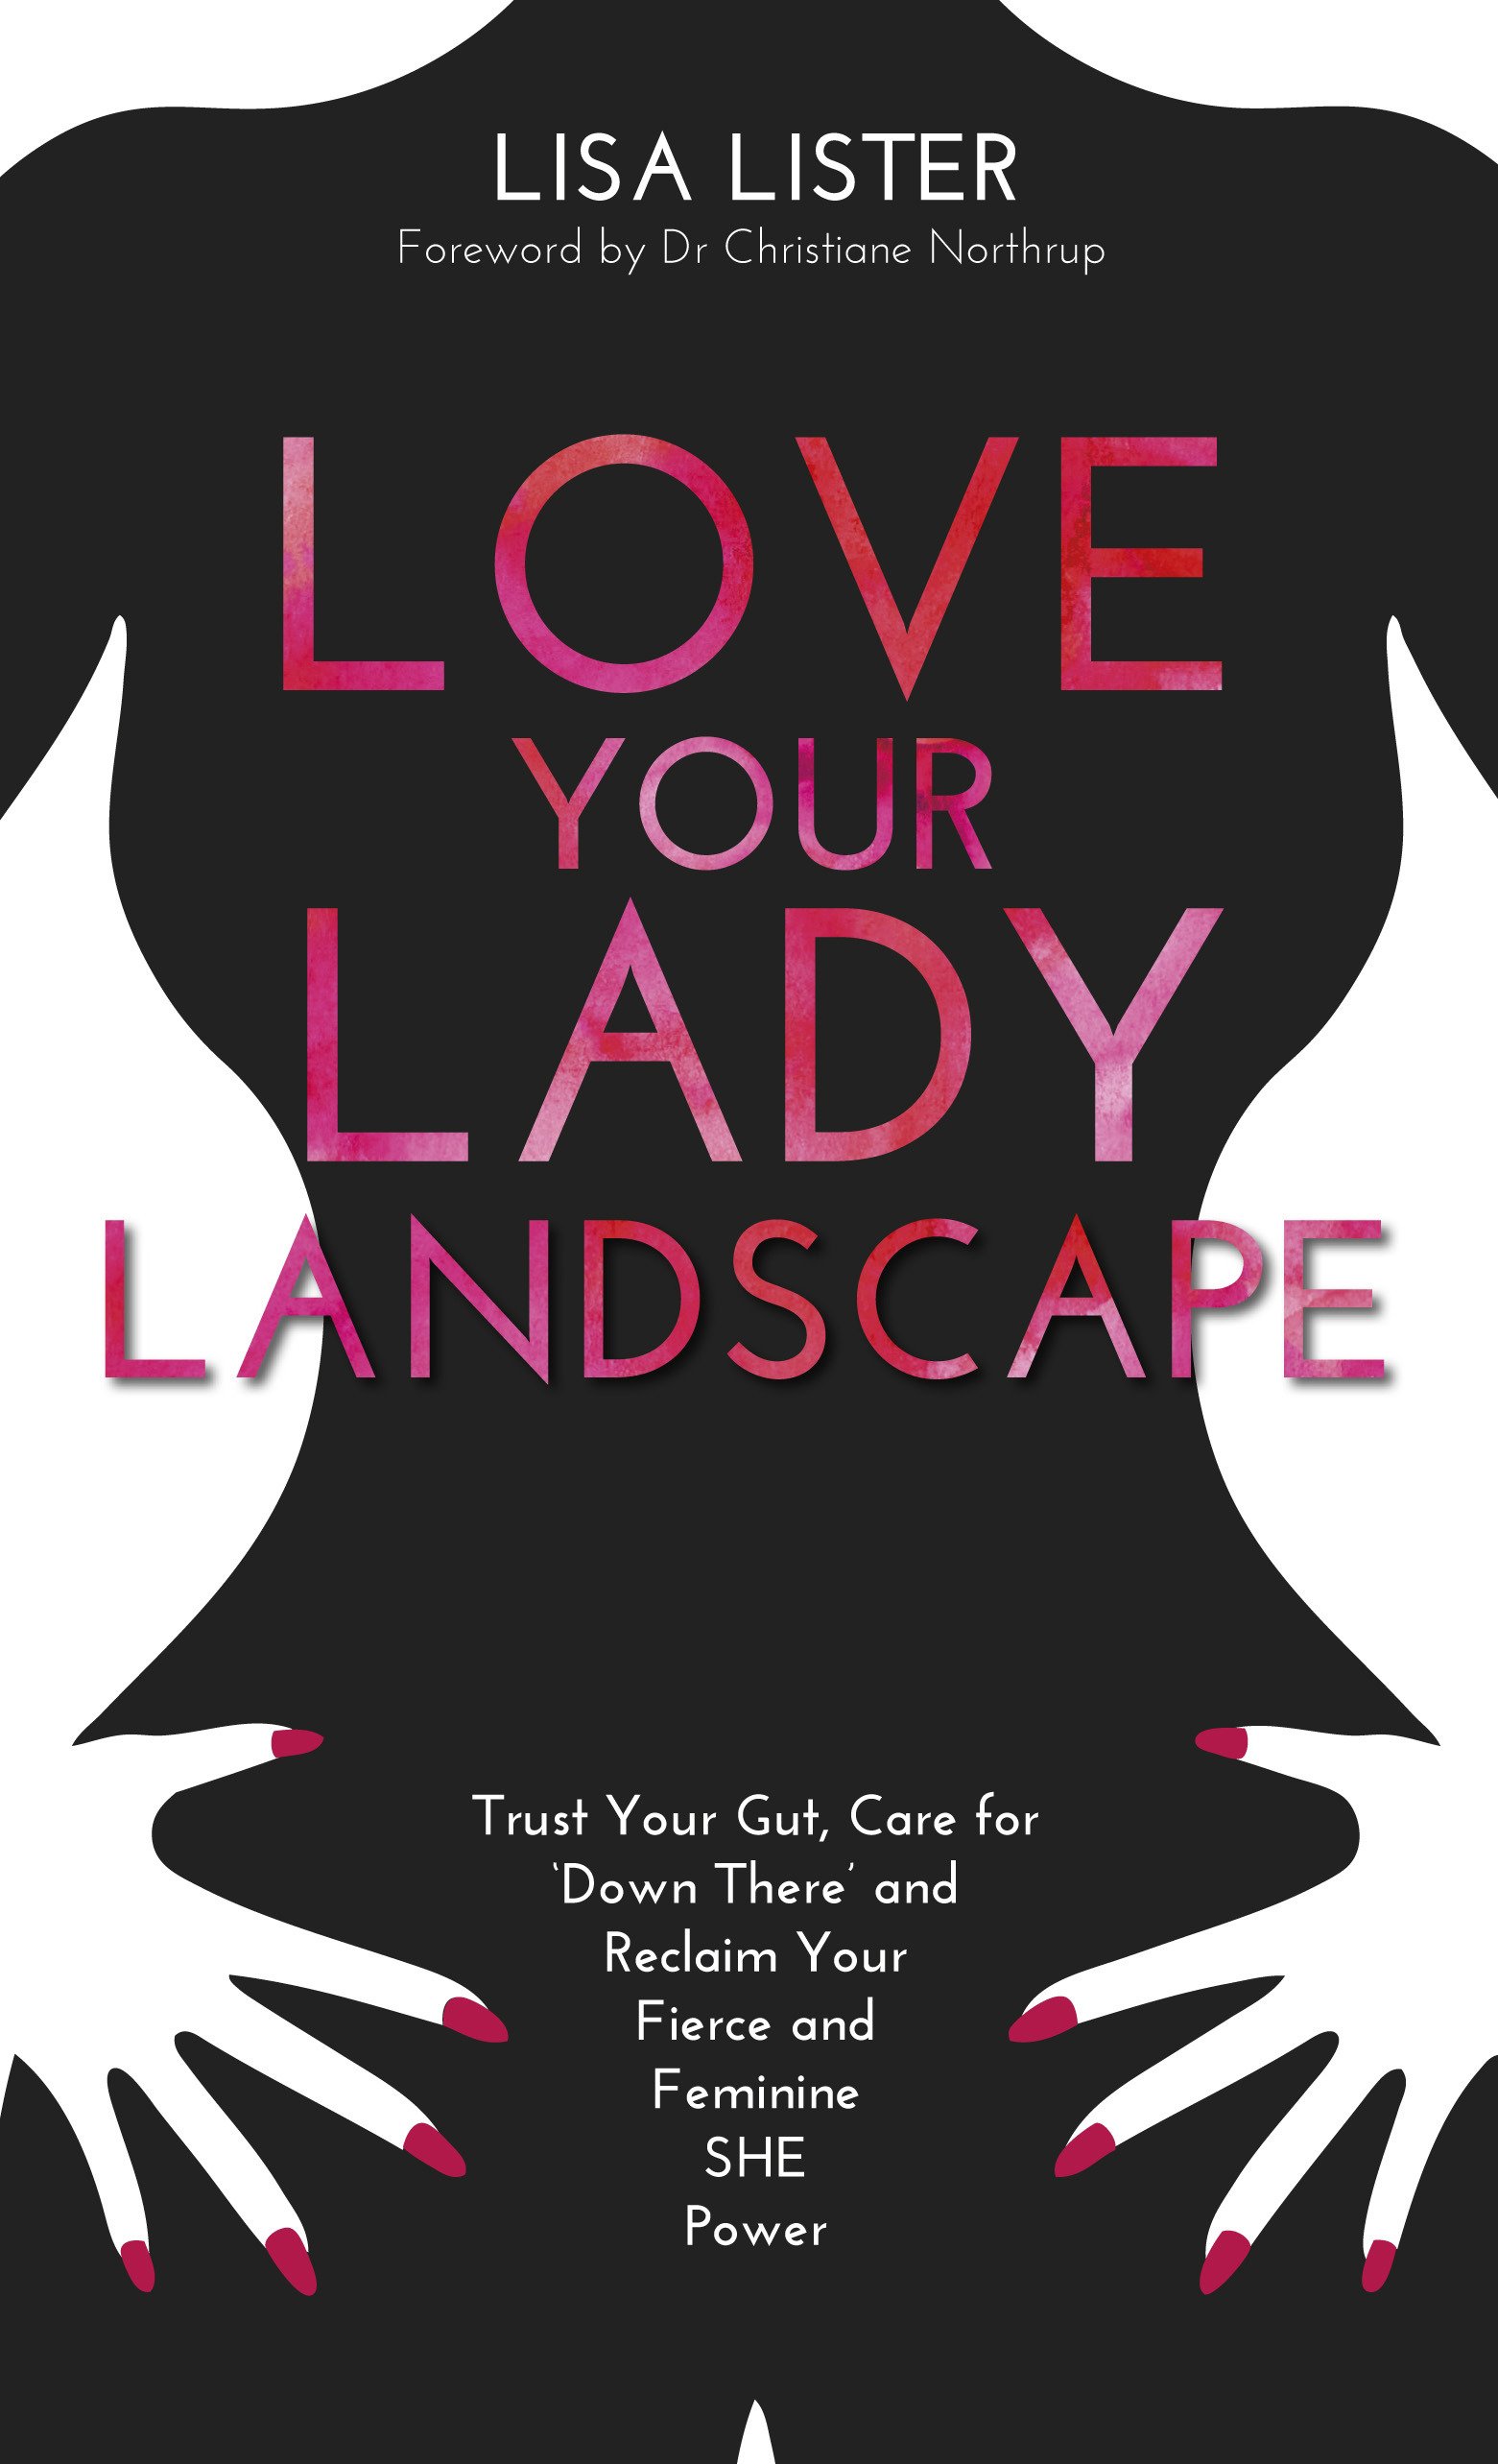 LISA LISTER
Foreword by Dr Christiane Northrup
LOVE
YOUR
LADY
LANDSCAPE
Trust Your Gut, Care for
‘Down There’ and
Reclaim Your
Fierce and
Feminine
SHE
Power